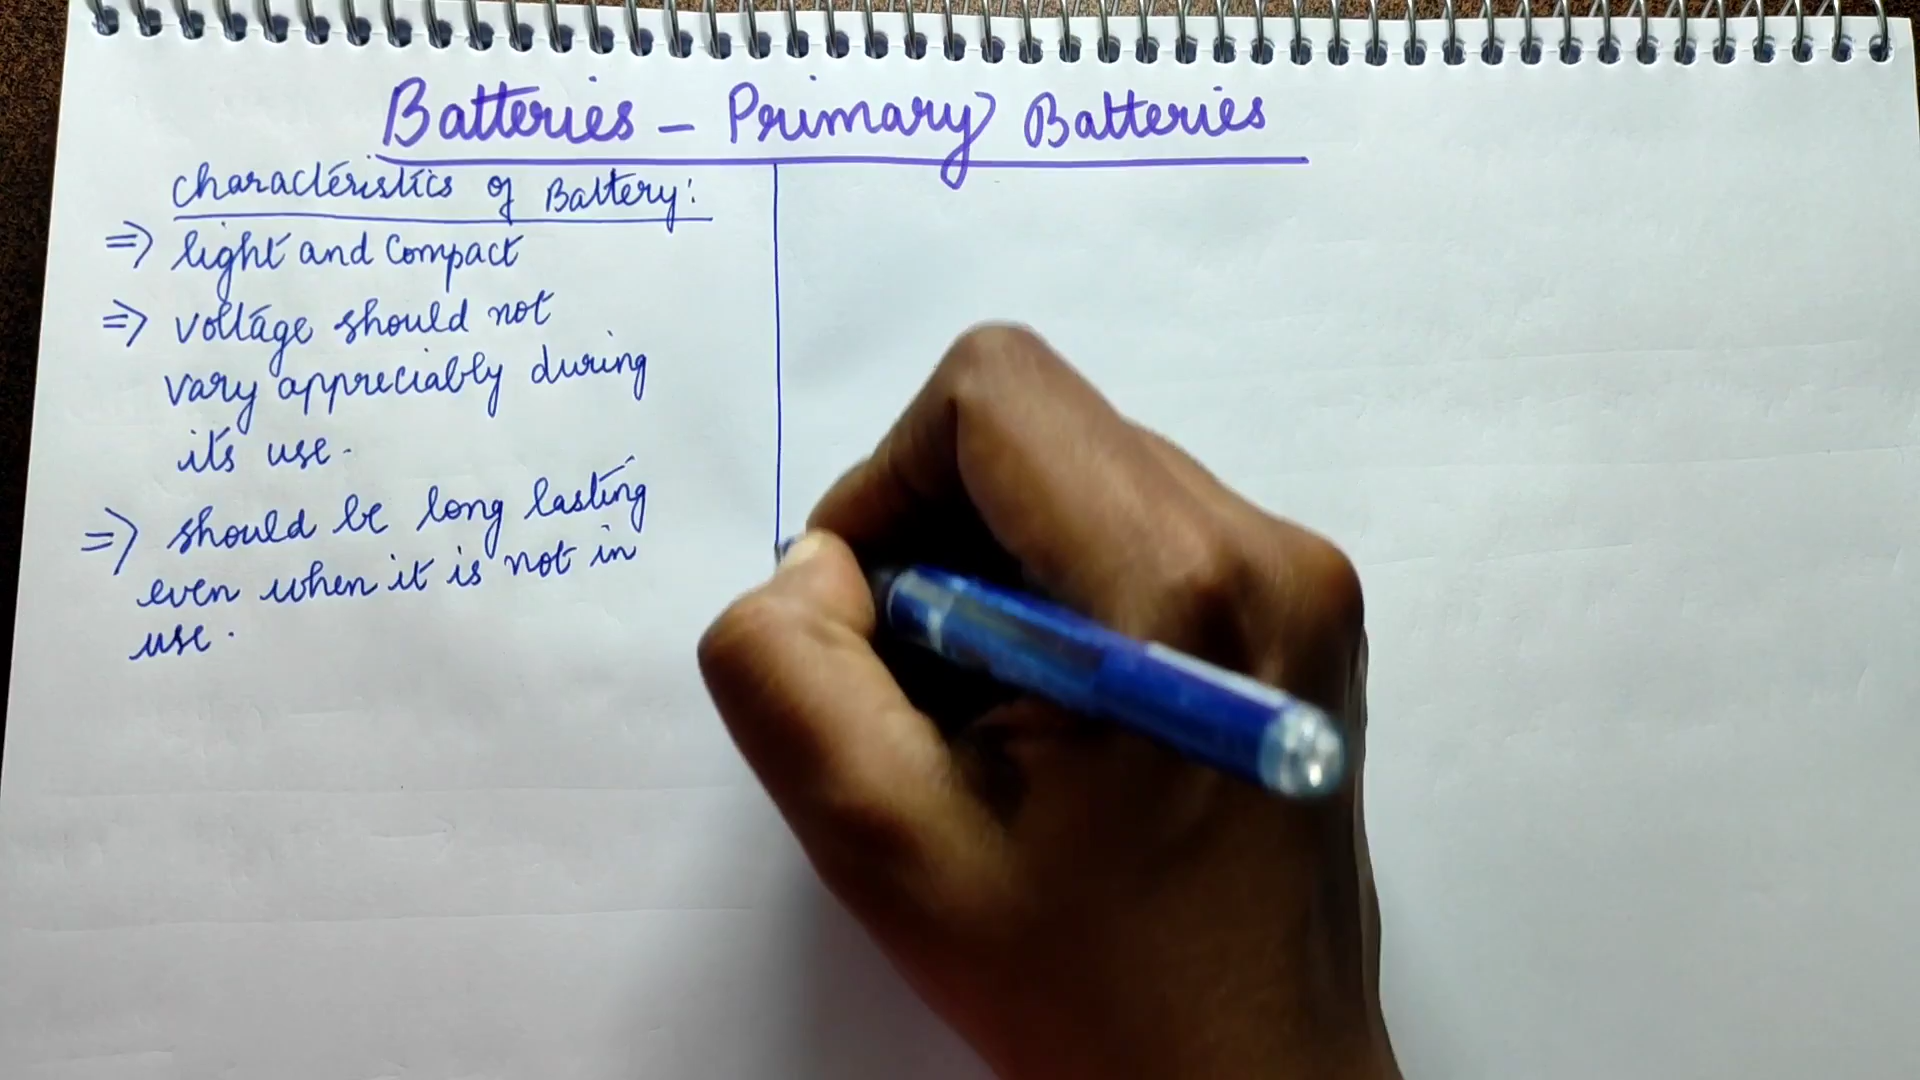 Batteries - Primary Batteries
Characteristics of Battery:
=> light and Compact
=> voltage should not
vary appreciably during
its use.
=> should be long lasting
even when it is not in
use.